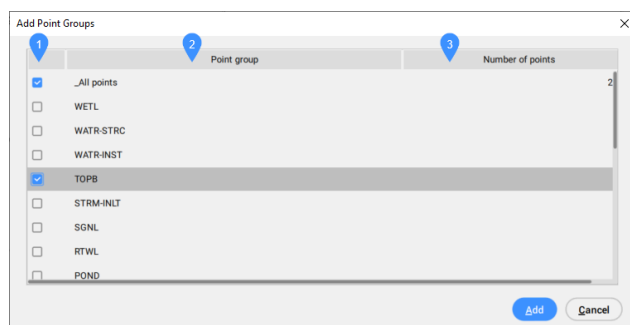 Add Point Groups
1 2 3
Point group Number of points
_All points 2
WETL
WATR-STRC
WATR-INST
TOPB
STRM-INLT
SGNL
RTWL
POND
Add Cancel